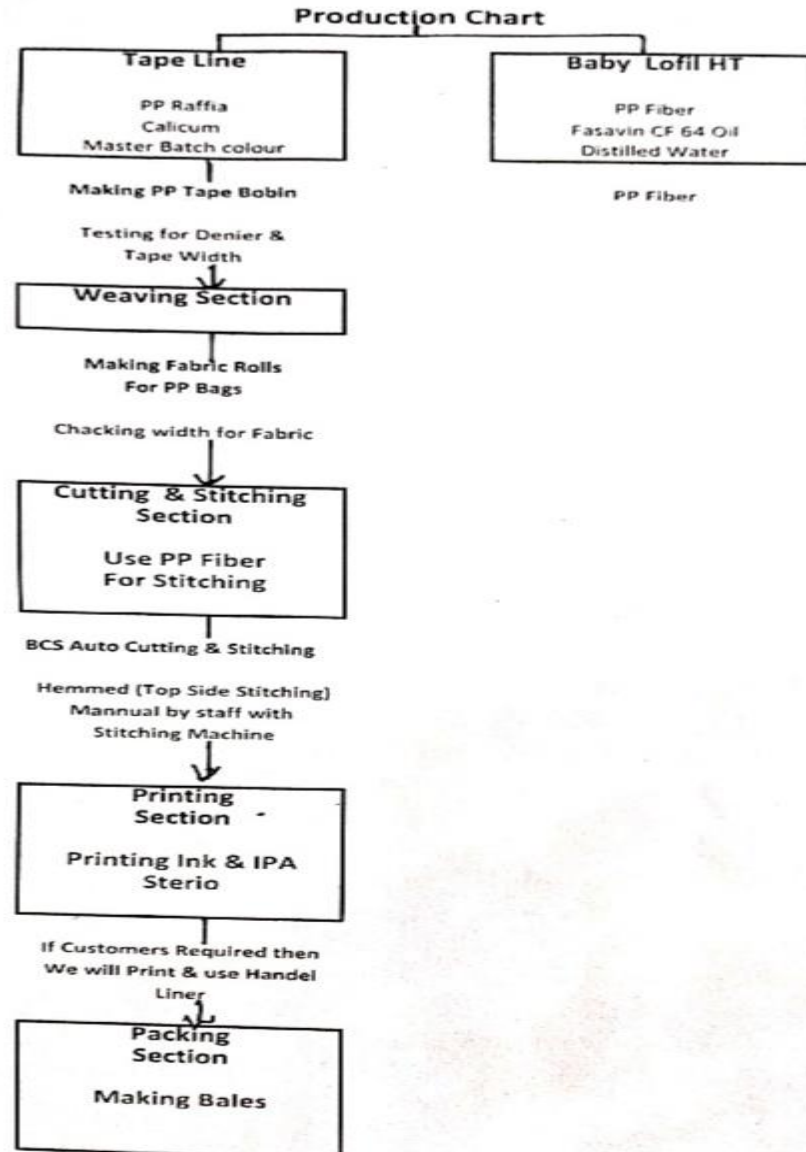 Production Chart
Tape Line
PP Raffia
Calicum
Master Batch colour
Making PP Tape Bobin
Testing for Denier &
Tape Width
Baby Lofil HT
PP Fiber
Fasavin CF 64 Oil
Distilled Water
PP Fiber
Weaving Section
Making Fabric Rolls
For PP Bags
Chacking width for Fabric
Cutting & Stitching
Section
Use PP Fiber
For Stitching
BCS Auto Cutting & Stitching
Hemmed (Top Side Stitching)
Mannual by staff with
Stitching Machine
Printing
Section
Printing Ink & IPA
Sterio
If Customers Required then
We will Print & use Handel
Liner
Packing
Section
Making Bales